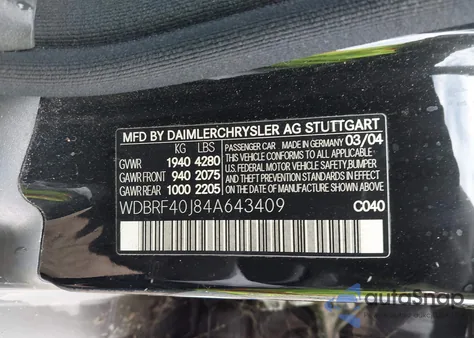 MFD BY DAIMLERCHRYSLER AG STUTTGART
KG LBS
GVWR 1940 4280
GAWR FRONT 940 2075
GAWR REAR 1000 2205
PASSENGER CAR MADE IN GERMANY 03/04
THIS VEHICLE CONFORMS TO ALL APPLICABLE
U.S. FEDERAL MOTOR VEHICLE SAFETY,BUMPER
AND THEFT PREVENTION STANDARDS IN EFFECT
ON THE DATE OF MANUFACTURE SHOWN ABOVE
WDBRF40J84A643409 C040
autoSnap